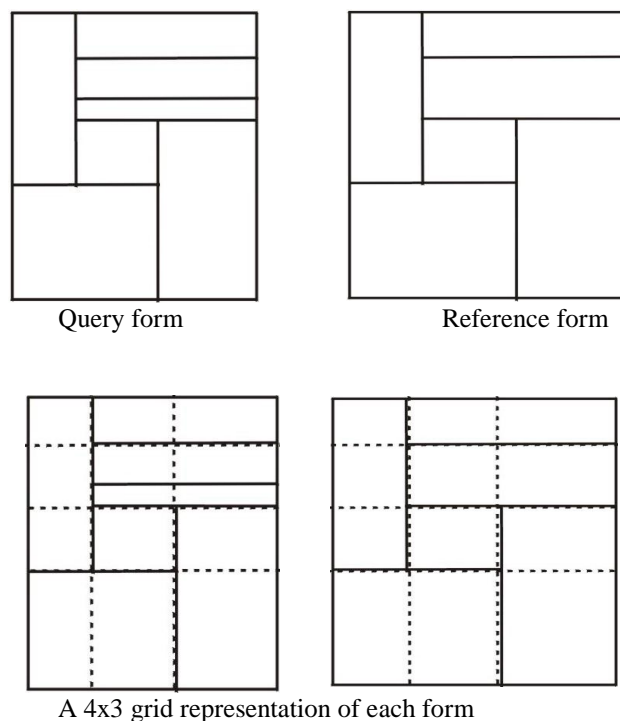 Query form
Reference form
A 4x3 grid representation of each form